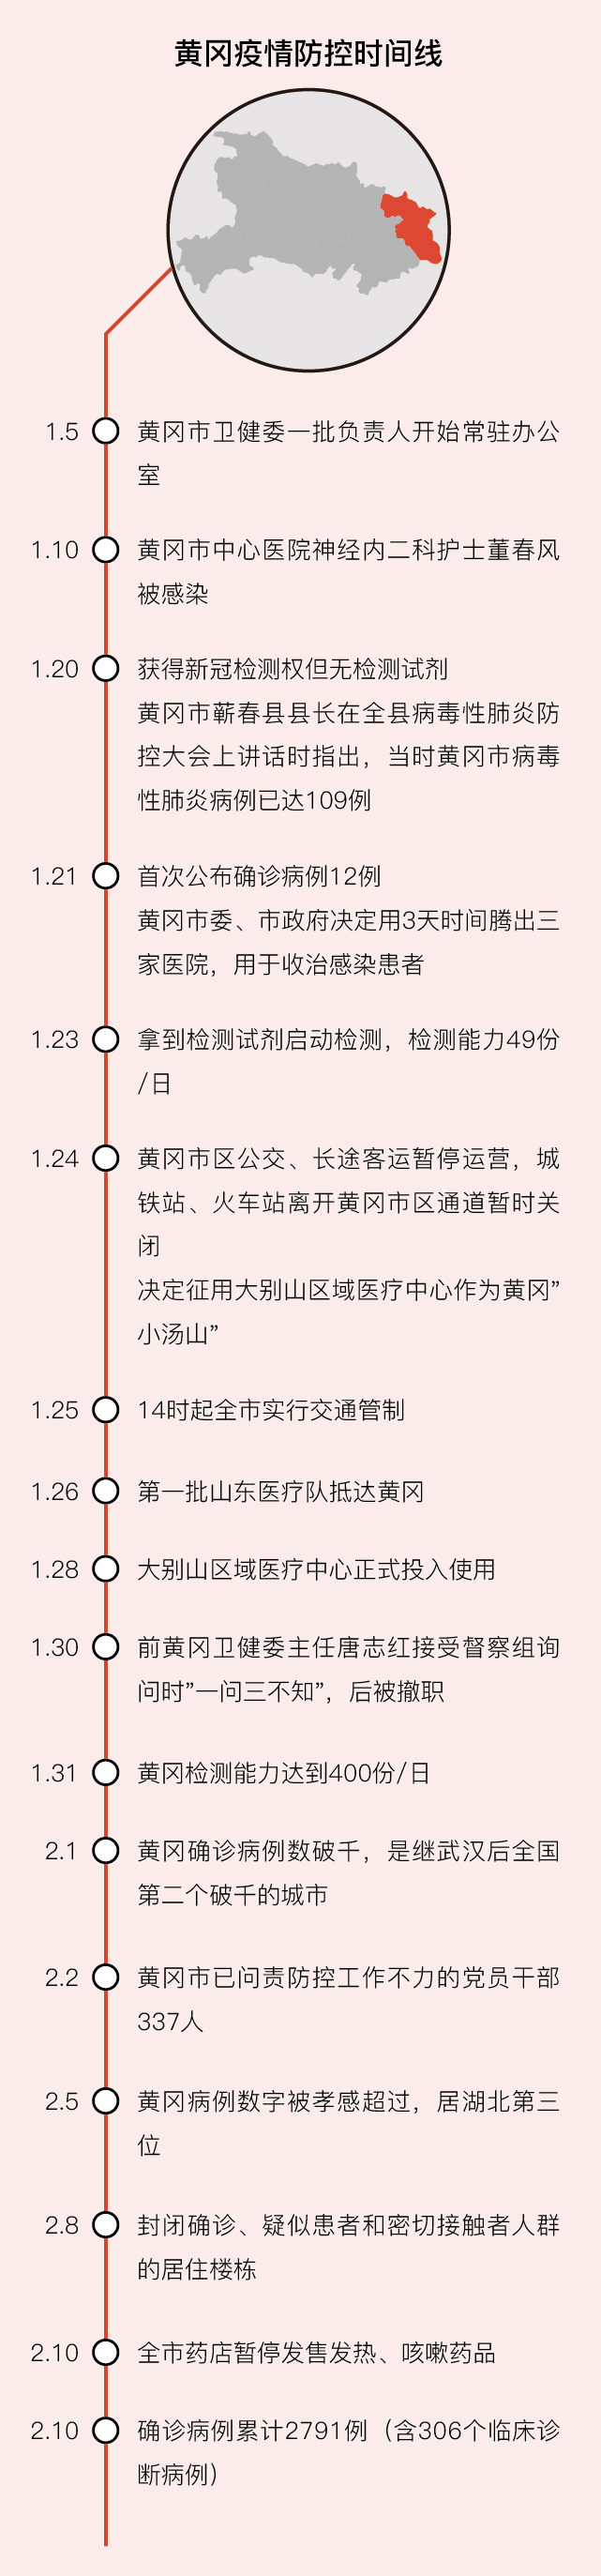 黄冈疫情防控时间线
1.5
黄冈市卫健委一批负责人开始常驻办公
室
1.10
黄冈市中心医院神经内二科护士董春风
被感染
1.20
获得新冠检测权但无检测试剂
黄冈市蕲春县县长在全县病毒性肺炎防
控大会上讲话时指出，当时黄冈市病毒
性肺炎病例已达109例
1.21
首次公布确诊病例12例
黄冈市委、市政府决定用3天时间腾出三
家医院，用于收治感染患者
1.23
拿到检测试剂启动检测，检测能力49份
/日
1.24
黄冈市区公交、长途客运暂停运营，城
铁站、火车站离开黄冈市区通道暂时关
闭
决定征用大别山区域医疗中心作为黄冈”
小汤山”
1.25
14时起全市实行交通管制
1.26
第一批山东医疗队抵达黄冈
1.28
大别山区域医疗中心正式投入使用
1.30
前黄冈卫健委主任唐志红接受督察组询
问时”一问三不知”，后被撤职
1.31
黄冈检测能力达到400份/日
2.1
黄冈确诊病例数破千，是继武汉后全国
第二个破千的城市
2.2
黄冈市已问责防控工作不力的党员干部
337人
2.5
黄冈病例数字被孝感超过，居湖北第三
位
2.8
封闭确诊、疑似患者和密切接触者人群
的居住楼栋
2.10
全市药店暂停发售发热、咳嗽药品
2.10
确诊病例累计2791例（含306个临床诊
断病例）